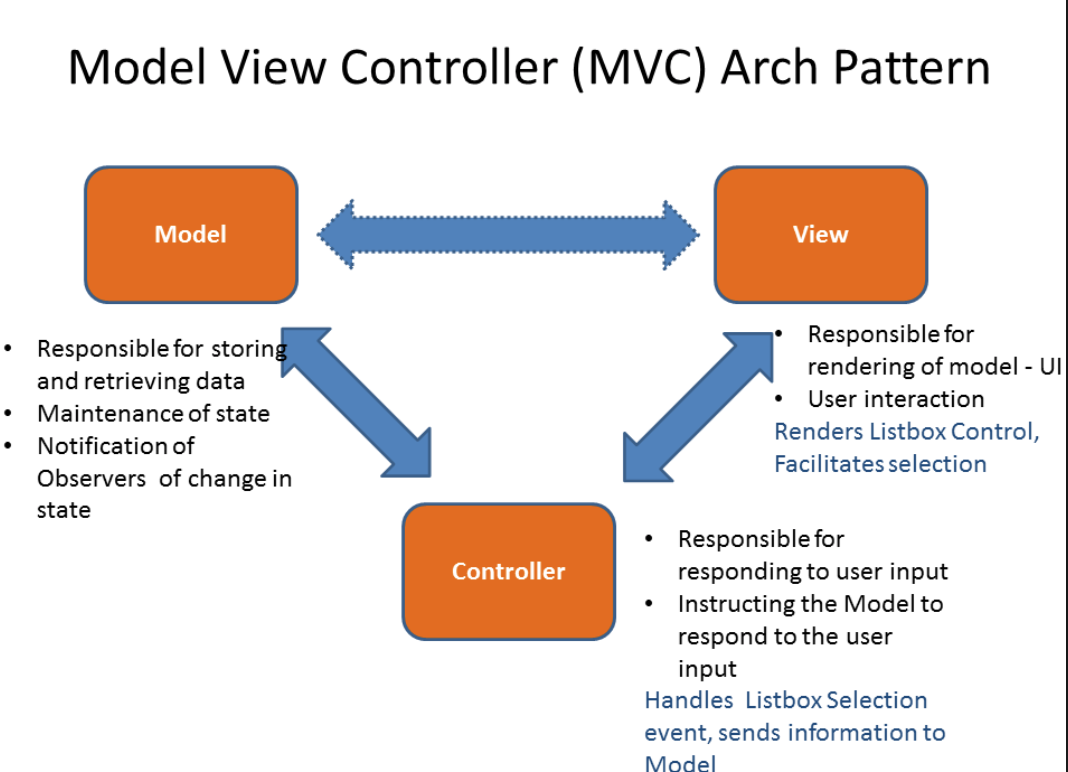 Model View Controller (MVC) Arch Pattern
Model
View
• Responsible for storing
and retrieving data
• Maintenance of state
• Notification of
Observers of change in
state
• Responsible for
rendering of model - UI
• User interaction
Renders Listbox Control,
Facilitates selection
Controller
• Responsible for
responding to user input
• Instructing the Model to
respond to the user
input
Handles Listbox Selection
event, sends information to
Model